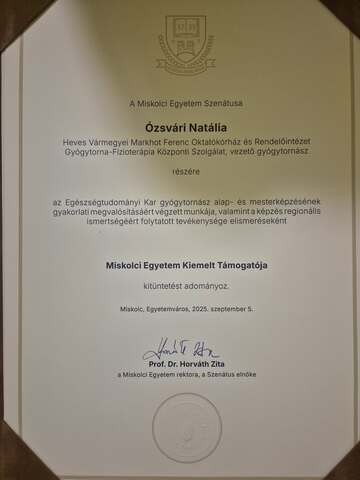 A Miskolci Egyetem Szenátusa
Ózsvári Natália
Heves Vármegyei Markhot Ferenc Oktatókórház és Rendelőintézet
Gyógytorna-Fizioterápia Központi Szolgálat, vezető gyógytornász
részére
az Egészségtudományi Kar gyógytornász alap- és mesterképzésének
gyakorlati megvalósításáért végzett munkája, valamint a képzés regionális
ismertségéért folytatott tevékenysége elismeréseként
Miskolci Egyetem Kiemelt Támogatója
kitüntetést adományoz.
Miskolc, Egyetemváros, 2025. szeptember 5.
Prof. Dr. Horváth Zita
a Miskolci Egyetem rektora, a Szenátus elnöke